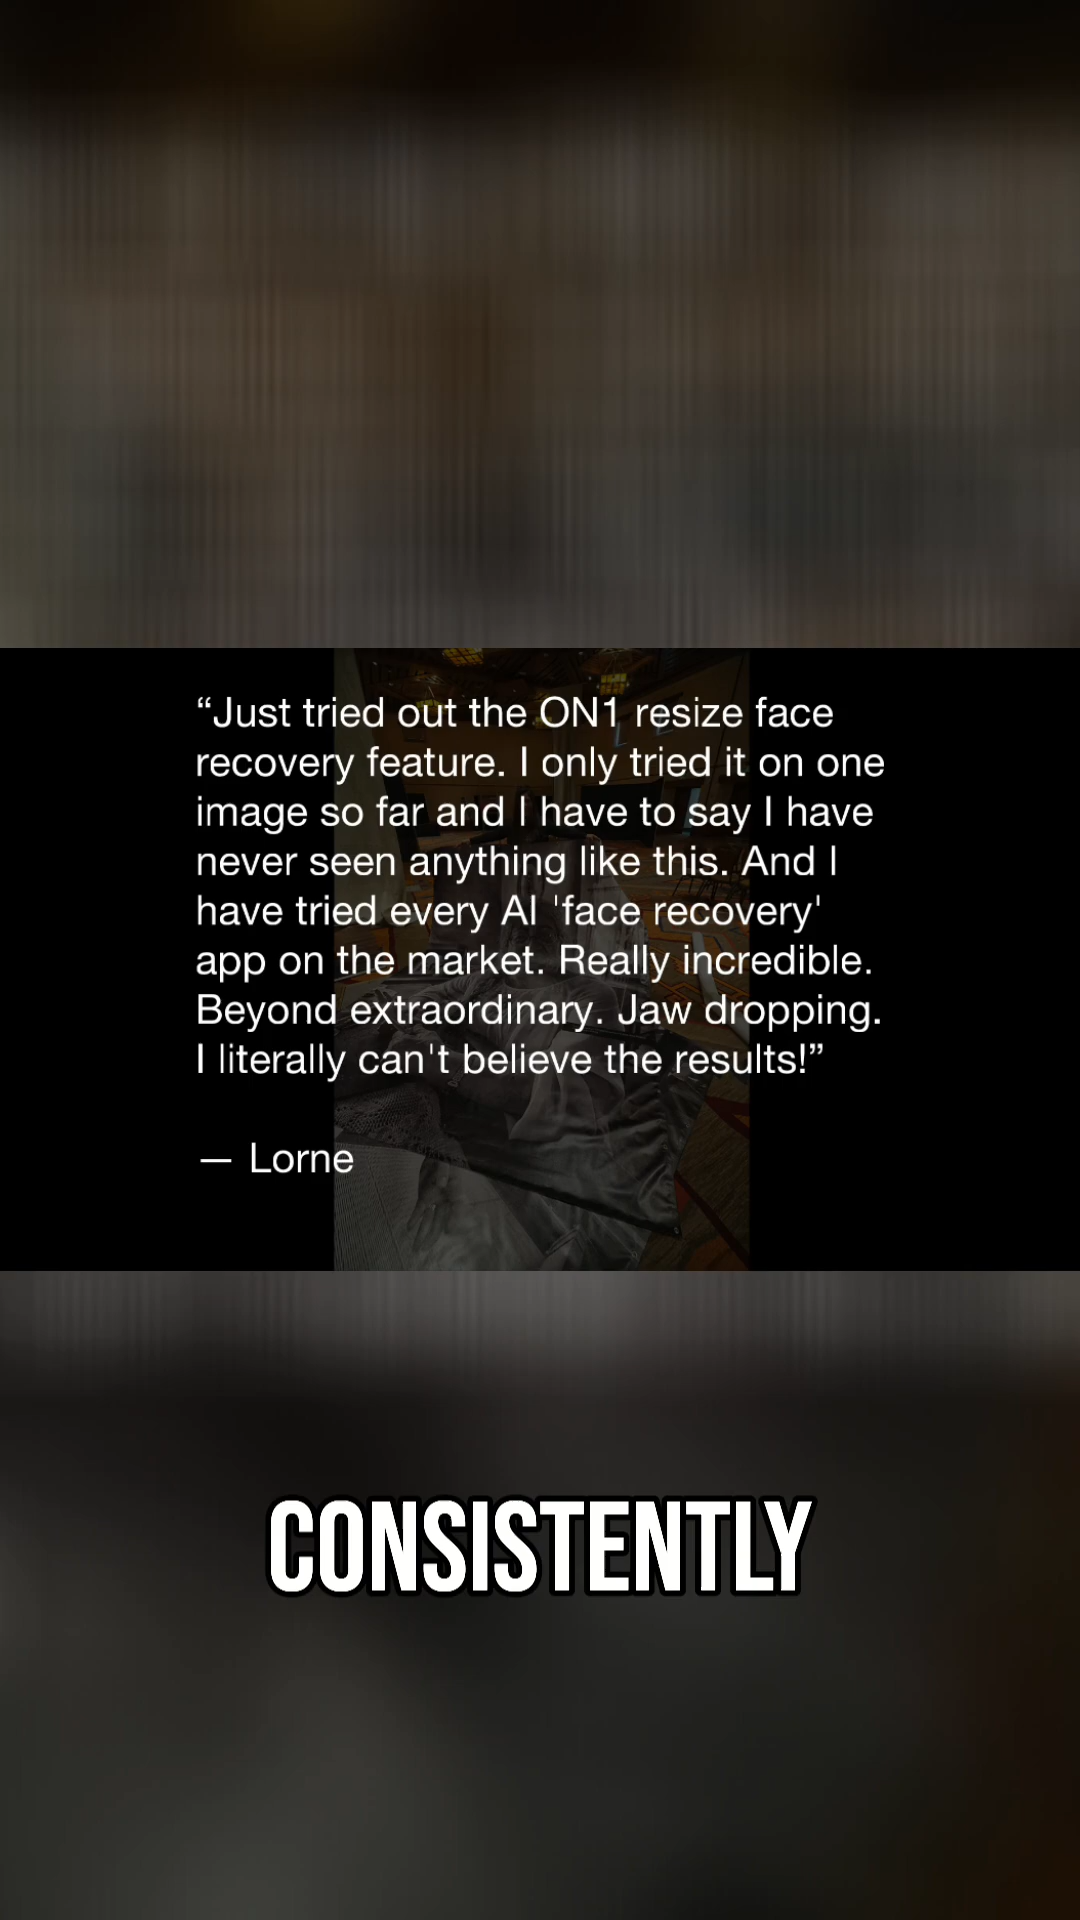 “Just tried out the ON1 resize face
recovery feature. I only tried it on one
image so far and I have to say I have
never seen anything like this. And I
have tried every AI 'face recovery'
app on the market. Really incredible.
Beyond extraordinary. Jaw dropping.
I literally can't believe the results!”
— Lorne
CONSISTENTLY